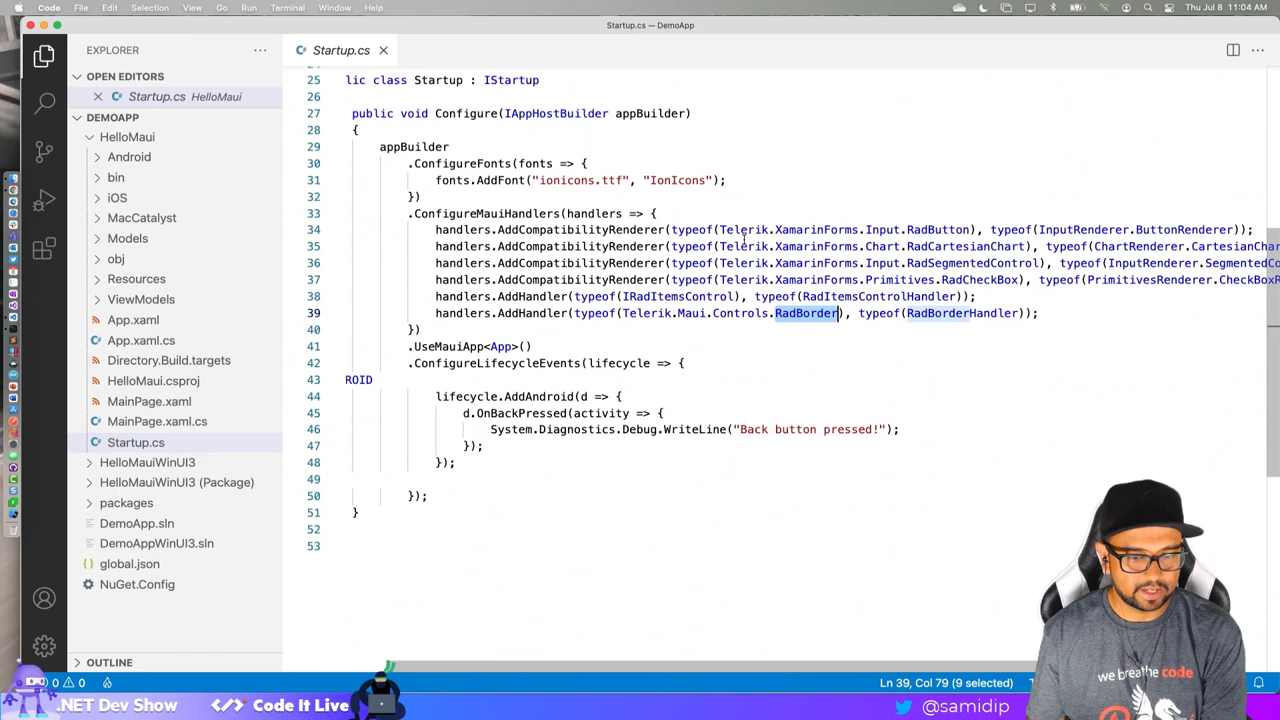 Code File Edit Selection View Go Run Terminal Window Help Thu Jul 8 11:04 AM
Startup.cs — DemoApp
EXPLORER
Startup.cs
OPEN EDITORS
Startup.cs HelloMaui
DEMOAPP
HelloMaui
Android
bin
iOS
MacCatalyst
Models
obj
Resources
ViewModels
App.xaml
App.xaml.cs
Directory.Build.targets
HelloMaui.csproj
MainPage.xaml
MainPage.xaml.cs
Startup.cs
HelloMauiWinUI3
HelloMauiWinUI3 (Package)
packages
DemoApp.sln
DemoAppWinUI3.sln
global.json
NuGet.Config
OUTLINE
25 lic class Startup : IStartup
26
27 public void Configure(IAppHostBuilder appBuilder)
28 {
29 appBuilder
30 .ConfigureFonts(fonts => {
31 fonts.AddFont("ionicons.ttf", "IonIcons");
32 })
33 .ConfigureMauiHandlers(handlers => {
34 handlers.AddCompatibilityRenderer(typeof(Telerik.XamarinForms.Input.RadButton), typeof(InputRenderer.ButtonRenderer));
35 handlers.AddCompatibilityRenderer(typeof(Telerik.XamarinForms.Chart.RadCartesianChart), typeof(ChartRenderer.CartesianChar
36 handlers.AddCompatibilityRenderer(typeof(Telerik.XamarinForms.Input.RadSegmentedControl), typeof(InputRenderer.SegmentedCo
37 handlers.AddCompatibilityRenderer(typeof(Telerik.XamarinForms.Primitives.RadCheckBox), typeof(PrimitivesRenderer.CheckBoxR
38 handlers.AddHandler(typeof(IRadItemsControl), typeof(RadItemsControlHandler));
39 handlers.AddHandler(typeof(Telerik.Maui.Controls.RadBorder), typeof(RadBorderHandler));
40 })
41 .UseMauiApp<App>()
42 .ConfigureLifecycleEvents(lifecycle => {
43 ROID
44 lifecycle.AddAndroid(d => {
45 d.OnBackPressed(activity => {
46 System.Diagnostics.Debug.WriteLine("Back button pressed!");
47 });
48 });
49
50 });
51 }
52
53
we breathe code
0 0
Ln 39, Col 79 (9 selected)
.NET Dev Show
Code It Live
@samidip